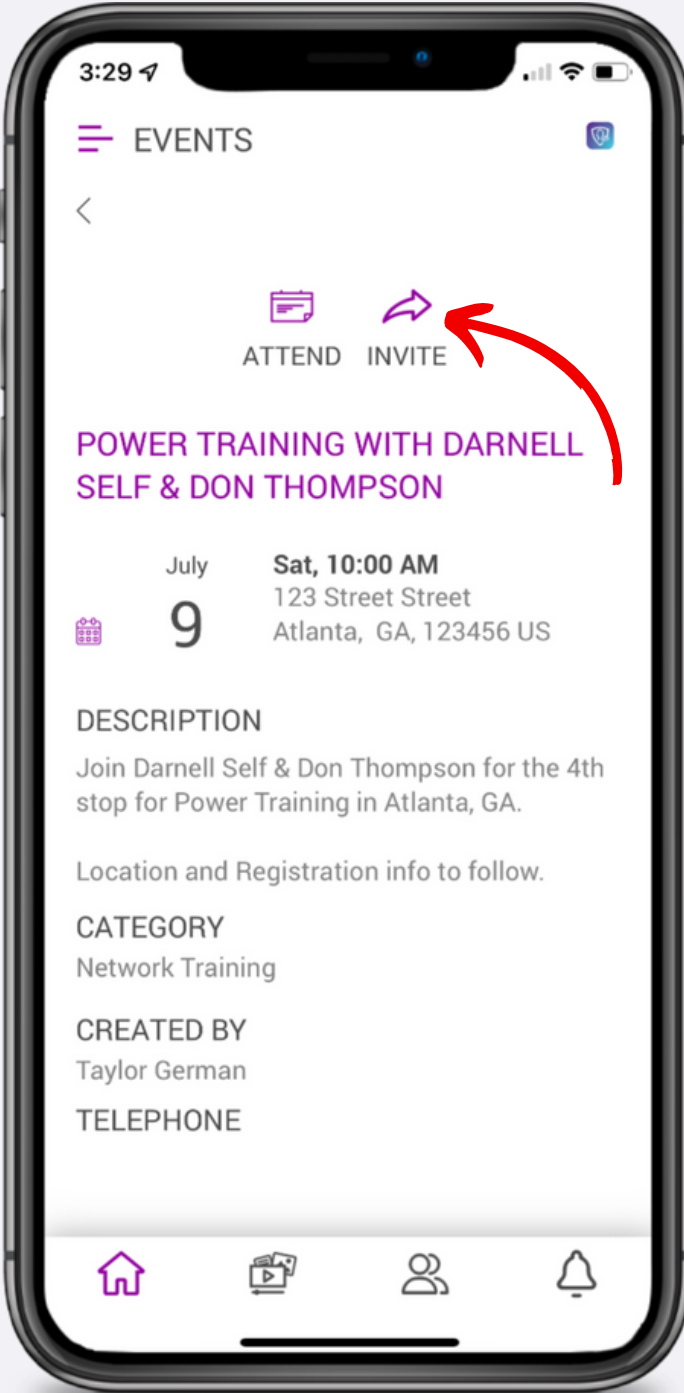 3:29
EVENTS
ATTEND INVITE
POWER TRAINING WITH DARNELL
SELF & DON THOMPSON
July
9
Sat, 10:00 AM
123 Street Street
Atlanta, GA, 123456 US
DESCRIPTION
Join Darnell Self & Don Thompson for the 4th
stop for Power Training in Atlanta, GA.
Location and Registration info to follow.
CATEGORY
Network Training
CREATED BY
Taylor German
TELEPHONE